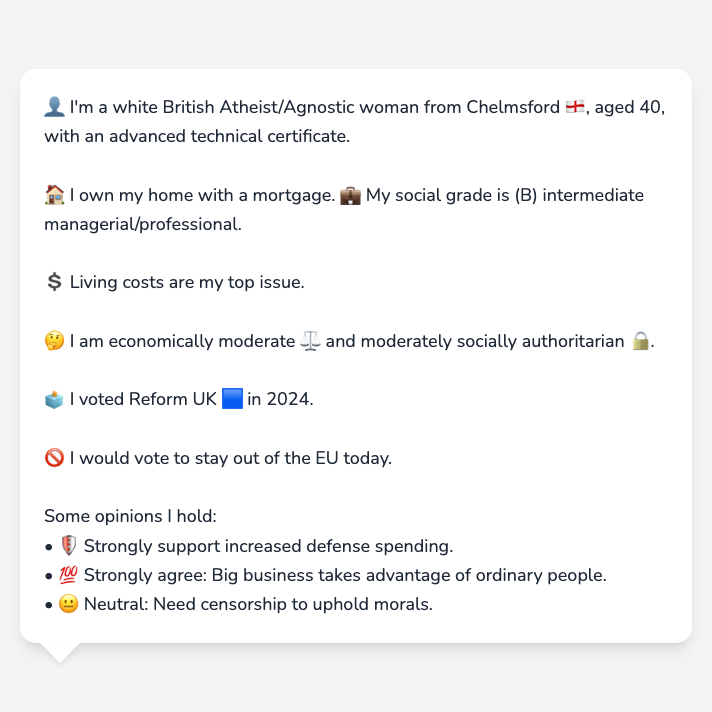 👤 I'm a white British Atheist/Agnostic woman from Chelmsford 🏴󠁧󠁢󠁥󠁮󠁧󠁿, aged 40,
with an advanced technical certificate.
🏠 I own my home with a mortgage. 💼 My social grade is (B) intermediate
managerial/professional.
💲 Living costs are my top issue.
🤔 I am economically moderate ⚖️ and moderately socially authoritarian 🔒.
🗳️ I voted Reform UK 🟦 in 2024.
🚫 I would vote to stay out of the EU today.
Some opinions I hold:
• 🛡️ Strongly support increased defense spending.
• 💯 Strongly agree: Big business takes advantage of ordinary people.
• 😐 Neutral: Need censorship to uphold morals.